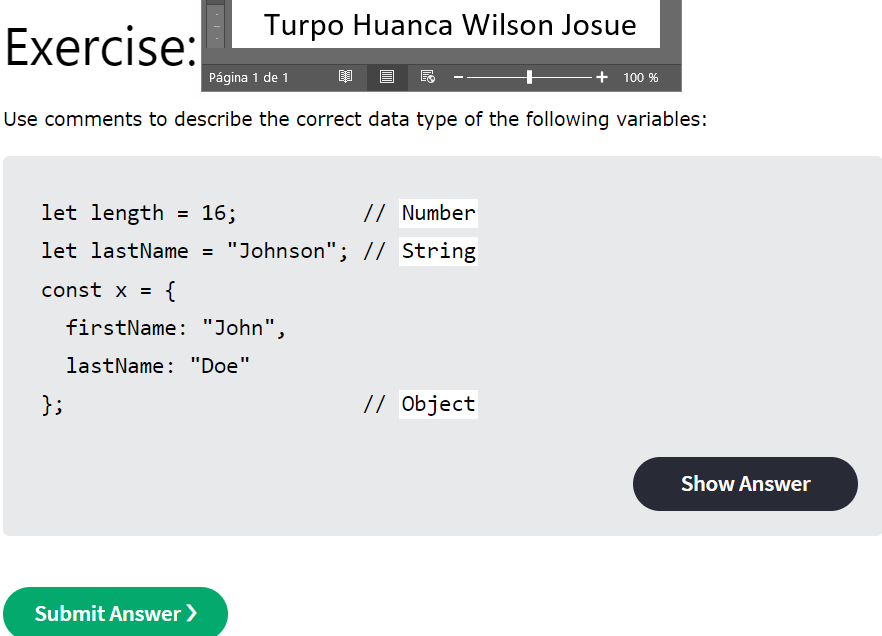 Turpo Huanca Wilson Josue
Exercise:
Página 1 de 1 100 %
Use comments to describe the correct data type of the following variables:
let length = 16; // Number
let lastName = "Johnson"; // String
const x = {
firstName: "John",
lastName: "Doe"
}; // Object
Show Answer
Submit Answer ❯